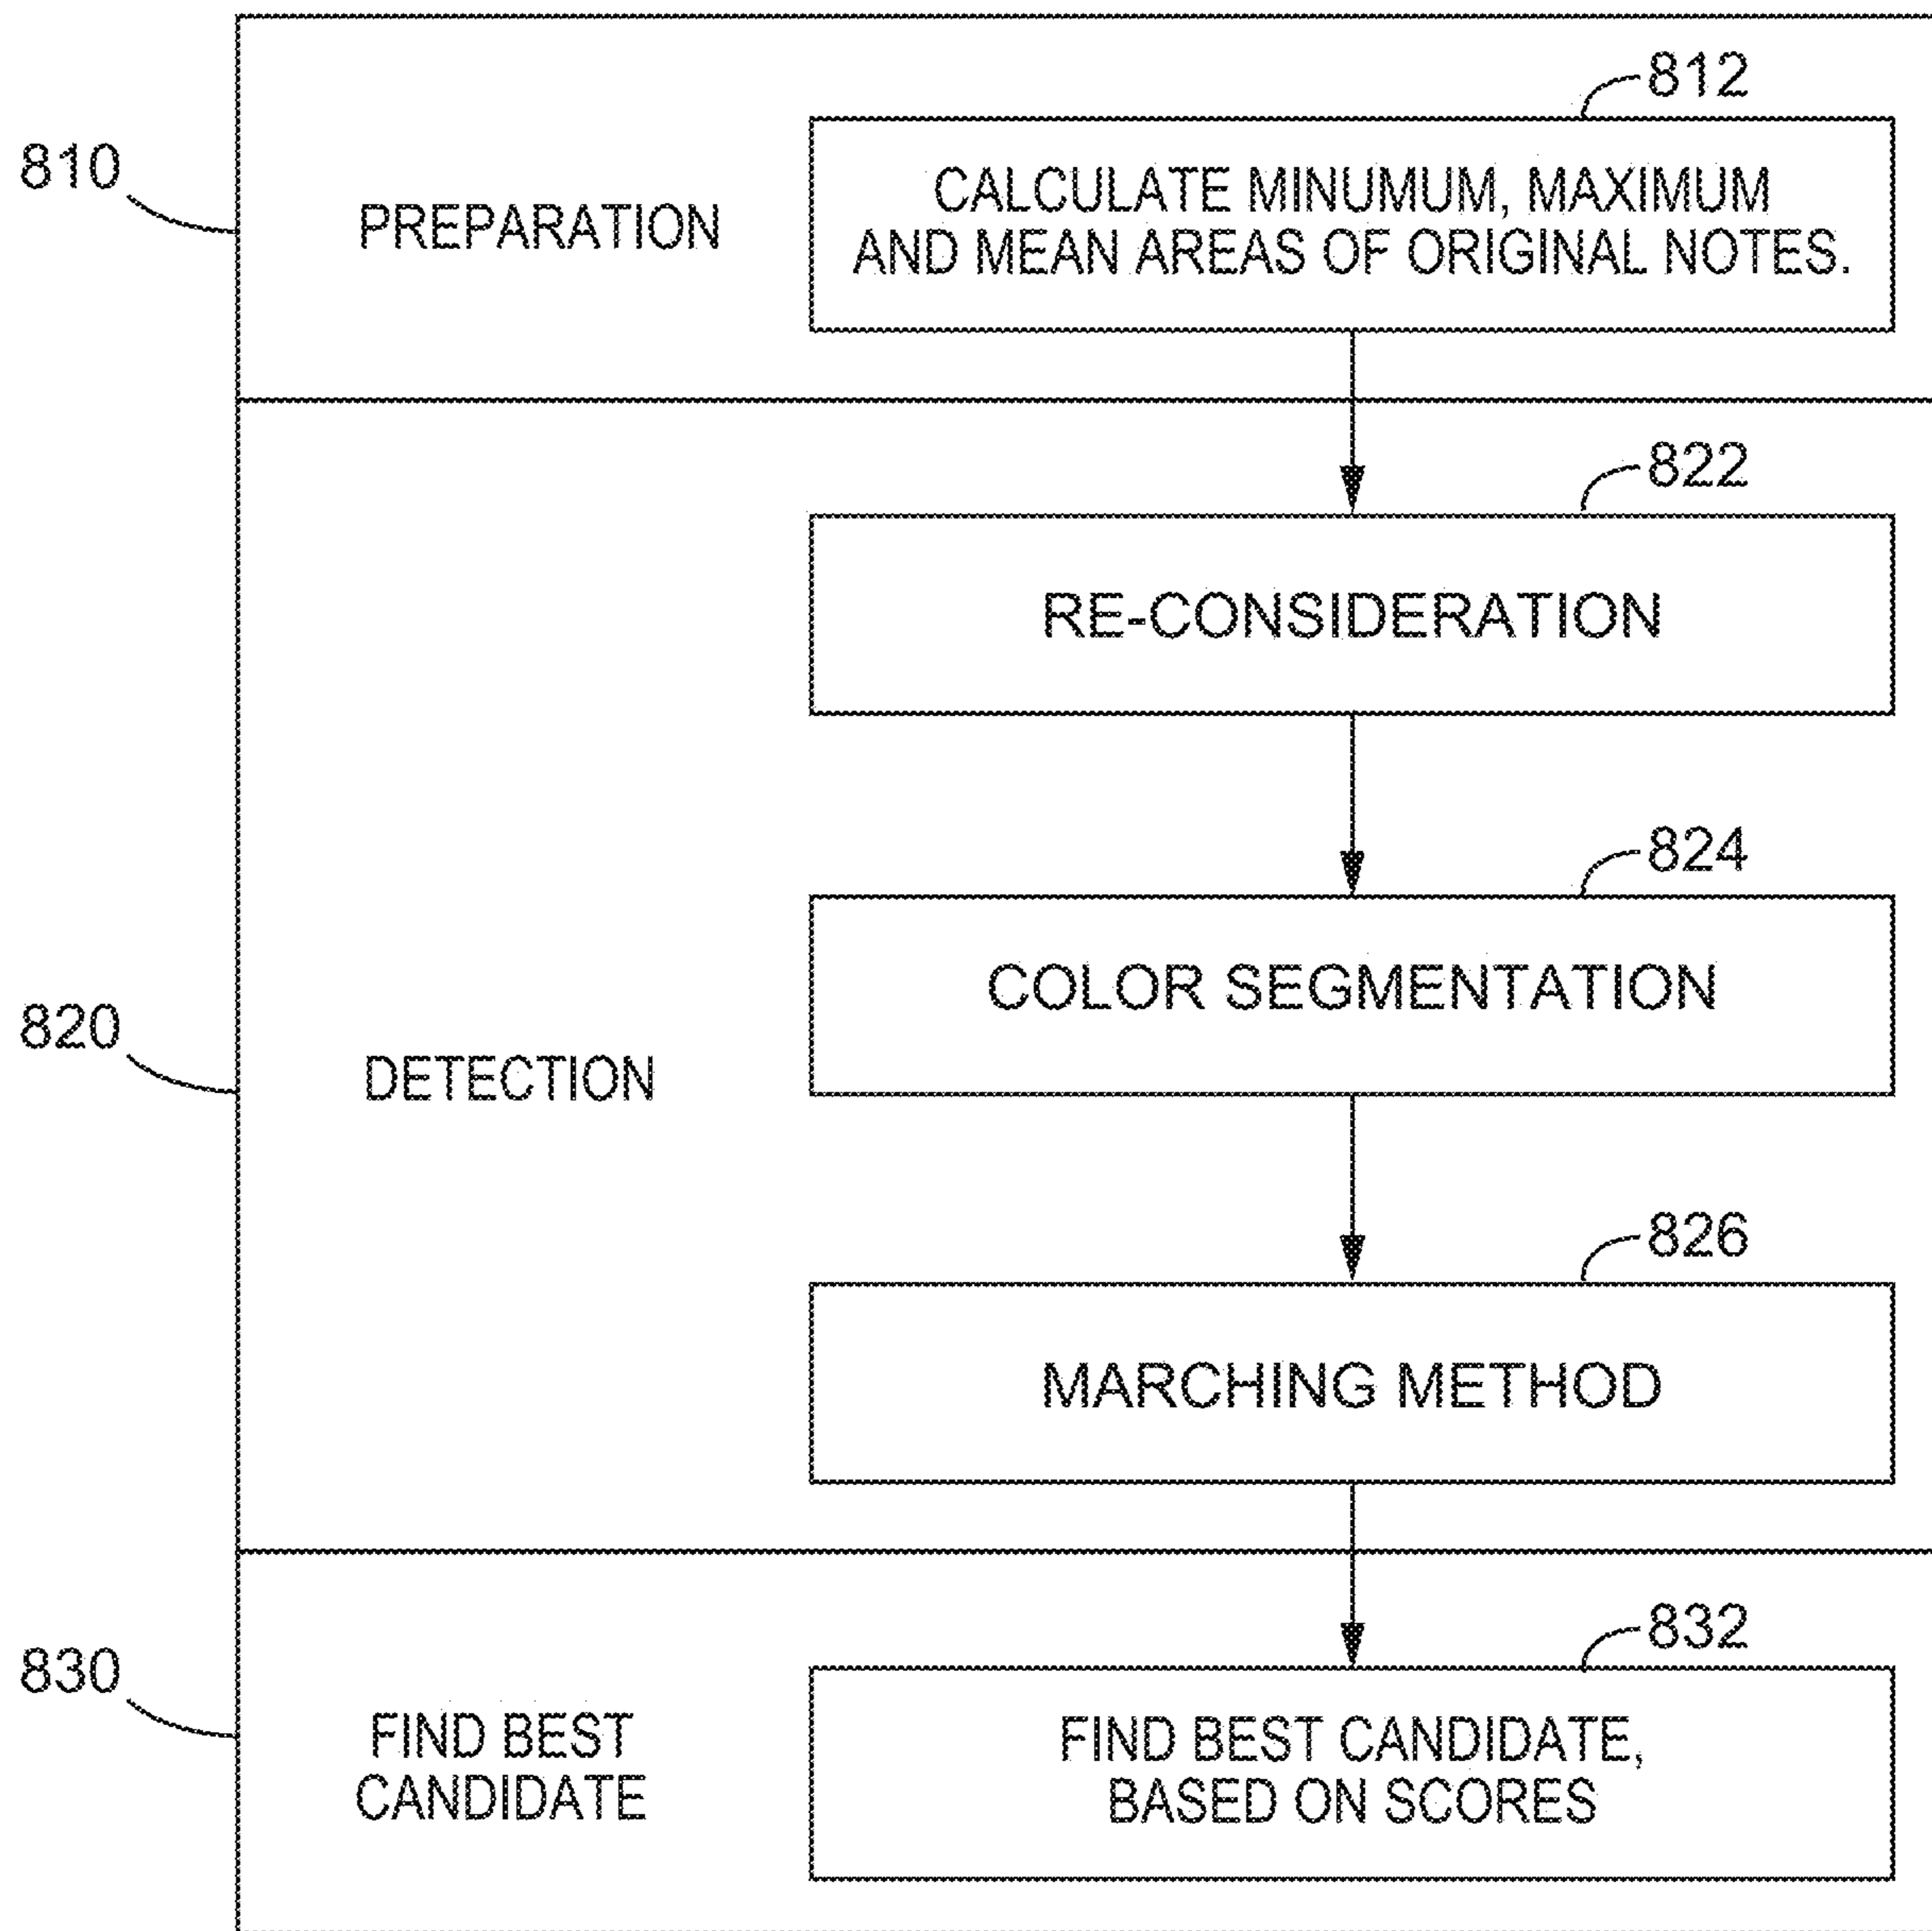 812
810
PREPARATION
CALCULATE MINUMUM, MAXIMUM
AND MEAN AREAS OF ORIGINAL NOTES.
822
RE-CONSIDERATION
824
COLOR SEGMENTATION
820
DETECTION
826
MARCHING METHOD
832
830
FIND BEST
CANDIDATE
FIND BEST CANDIDATE,
BASED ON SCORES